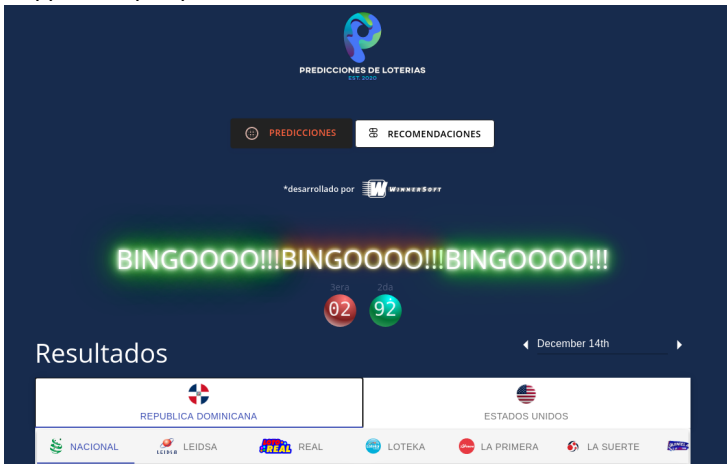 PREDICCIONES DE LOTERIAS
EST. 2020
PREDICCIONES
RECOMENDACIONES
*desarrollado por WINNERSOFT
BINGOOOO!!!BINGOOOO!!!BINGOOOO!!!
3era 2da
02 92
Resultados
December 14th
REPUBLICA DOMINICANA
ESTADOS UNIDOS
NACIONAL
LEIDSA LEIDSA
REAL REAL
LOTEKA
LA PRIMERA
LA SUERTE